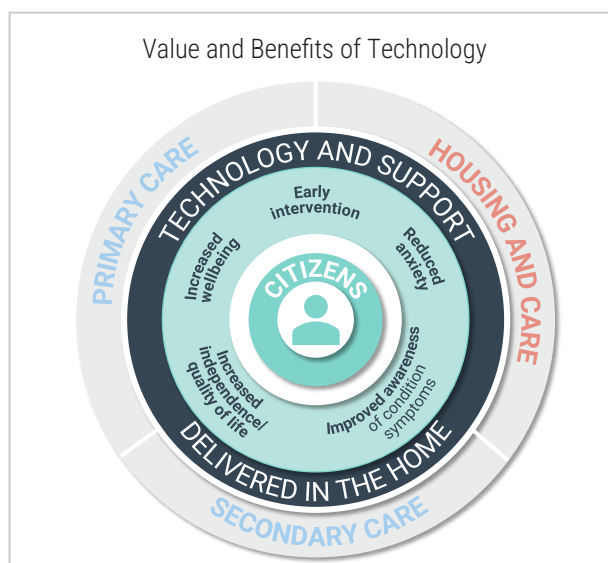 Value and Benefits of Technology
PRIMARY CARE
HOUSING AND CARE
SECONDARY CARE
TECHNOLOGY AND SUPPORT
DELIVERED IN THE HOME
Early
intervention
Reduced
anxiety
Improved awareness
of condition
symptoms
Increased
independence/
quality of life
Increased
wellbeing
CITIZENS